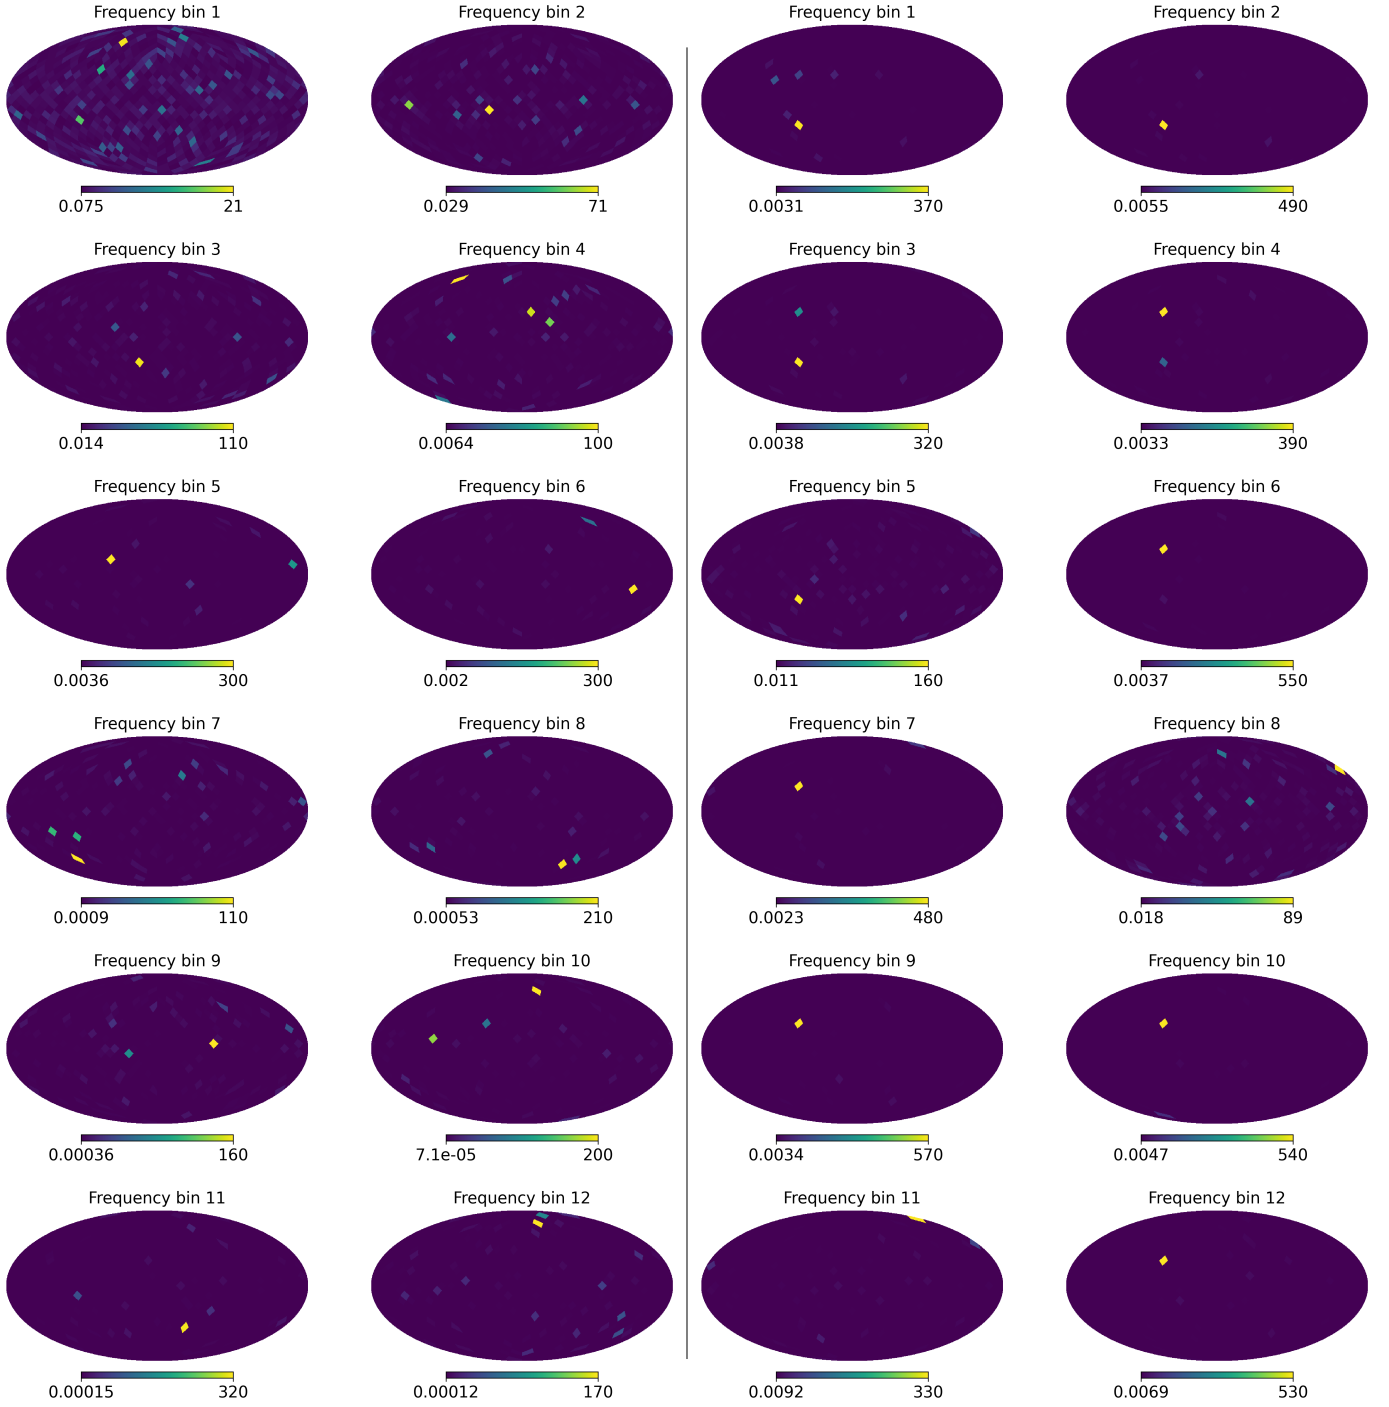 Frequency bin 1
Frequency bin 2
Frequency bin 1
Frequency bin 2
0.075 21
0.029 71
0.0031 370
0.0055 490
Frequency bin 3
Frequency bin 4
Frequency bin 3
Frequency bin 4
0.014 110
0.0064 100
0.0038 320
0.0033 390
Frequency bin 5
Frequency bin 6
Frequency bin 5
Frequency bin 6
0.0036 300
0.002 300
0.011 160
0.0037 550
Frequency bin 7
Frequency bin 8
Frequency bin 7
Frequency bin 8
0.0009 110
0.00053 210
0.0023 480
0.018 89
Frequency bin 9
Frequency bin 10
Frequency bin 9
Frequency bin 10
0.00036 160
7.1e-05 200
0.0034 570
0.0047 540
Frequency bin 11
Frequency bin 12
Frequency bin 11
Frequency bin 12
0.00015 320
0.00012 170
0.0092 330
0.0069 530